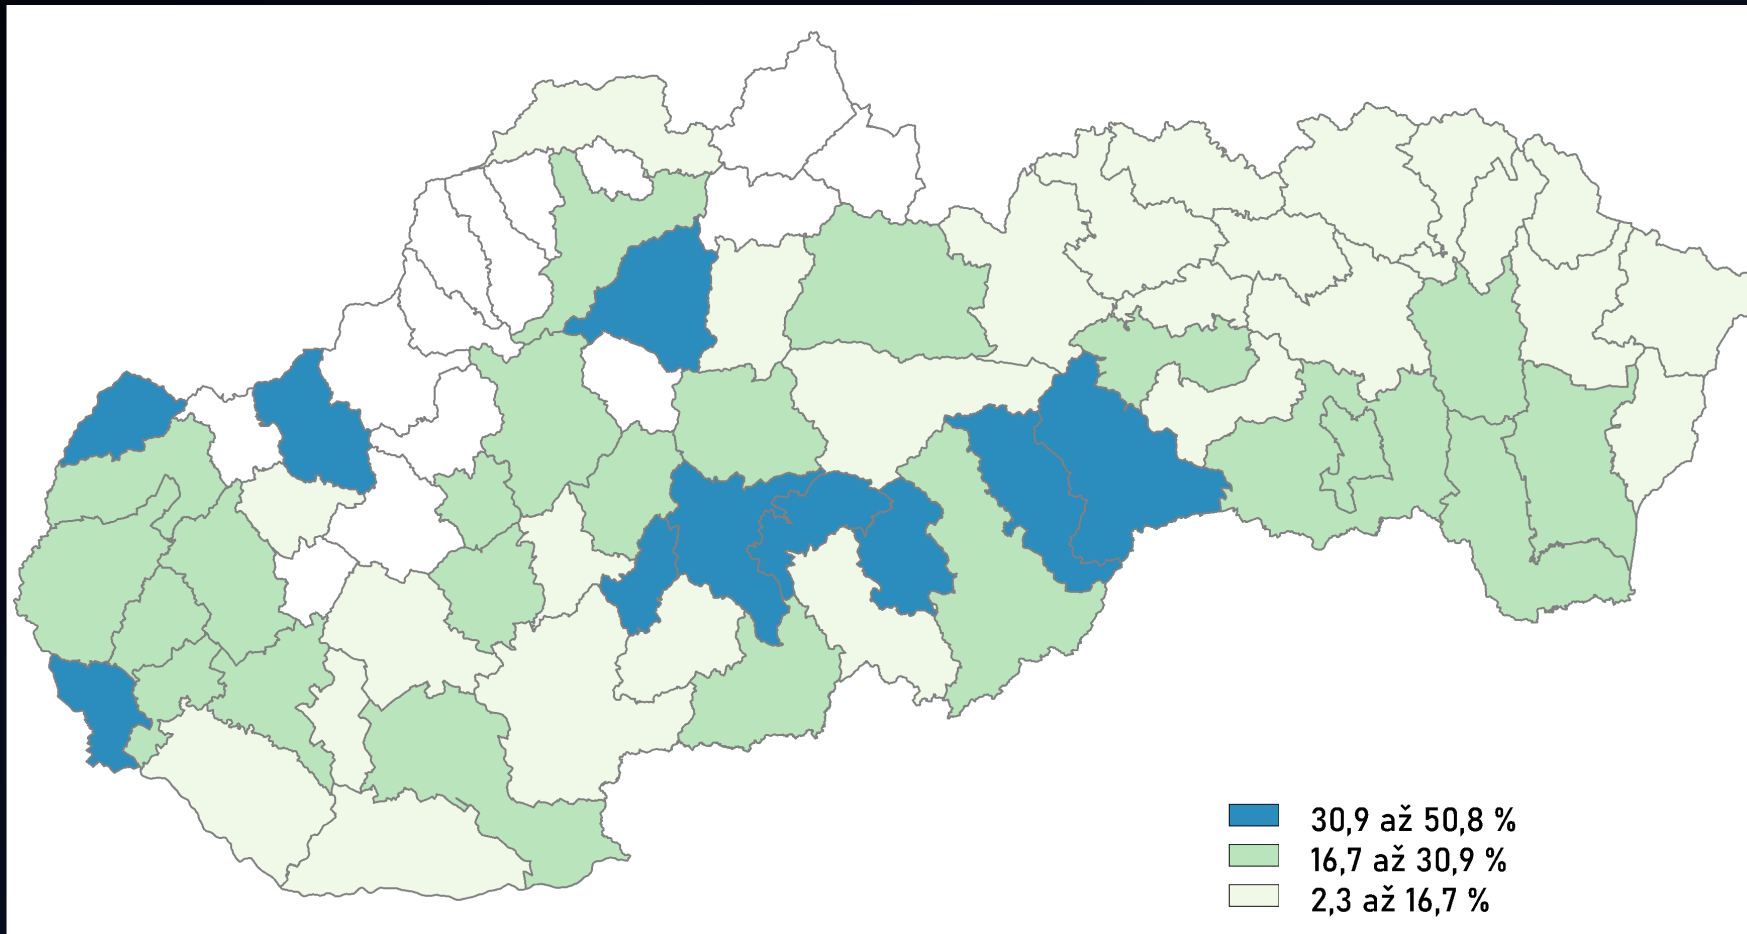 30,9 až 50,8 %
16,7 až 30,9 %
2,3 až 16,7 %